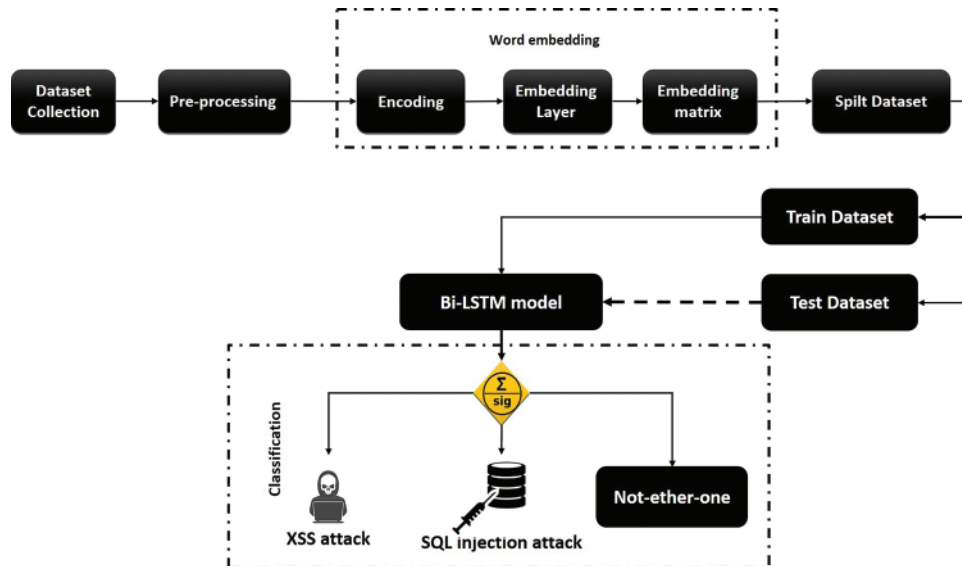 Word embedding
Dataset
Collection
Pre-processing
Encoding
Embedding
Layer
Embedding
matrix
Spilt Dataset
Train Dataset
Bi-LSTM model
Test Dataset
Classification
Σ
sig
XSS attack
SQL injection attack
Not-ether-one